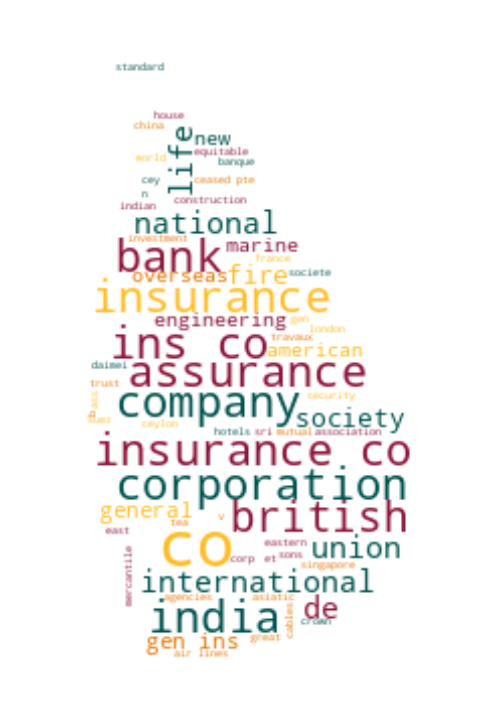 standard
house
china
life
new
world
equitable
banque
cey
ceased pte
n
construction
indian
national
investment
bank
marine
france
overseas
fire
societe
insurance
engineering
gen
london
ins co
travaux
american
daimei
assurance
trust
security
ass
company
b
suez
society
ceylon
hotels
sri
mutual
association
insurance co
corporation
general
tea
v
british
east
co
eastern
union
corp
et
sons
singapore
mercantile
international
agencies
asiatic
india
de
cables
crown
gen ins
great
air lines